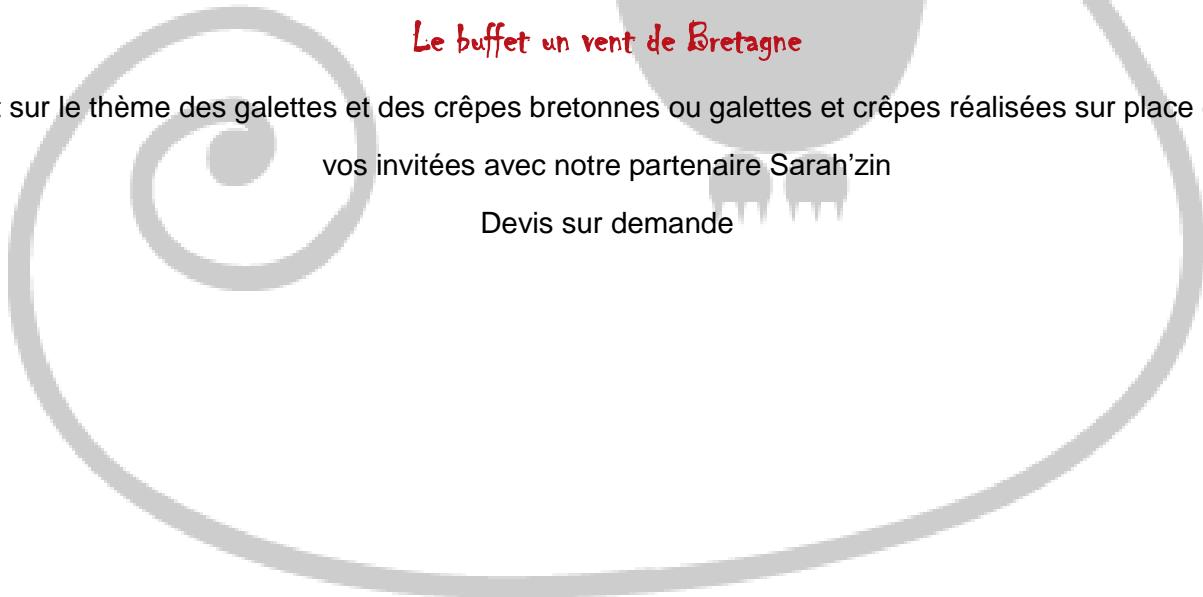 Le buffet un vent de Bretagne
sur le thème des galettes et des crêpes bretonnes ou galettes et crêpes réalisées sur place
vos invitées avec notre partenaire Sarah’zin
Devis sur demande